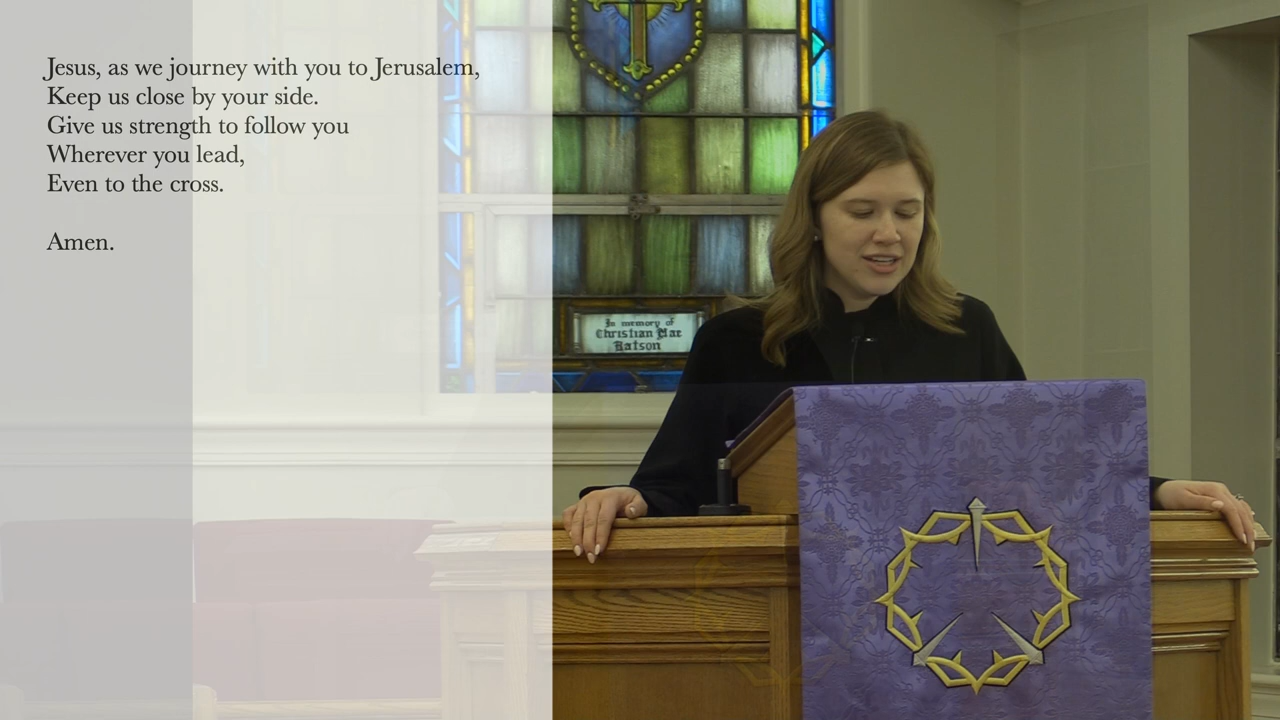 Jesus, as we journey with you to Jerusalem,
Keep us close by your side.
Give us strength to follow you
Wherever you lead,
Even to the cross.
Amen.
In memory of
Christian Mae
Watson